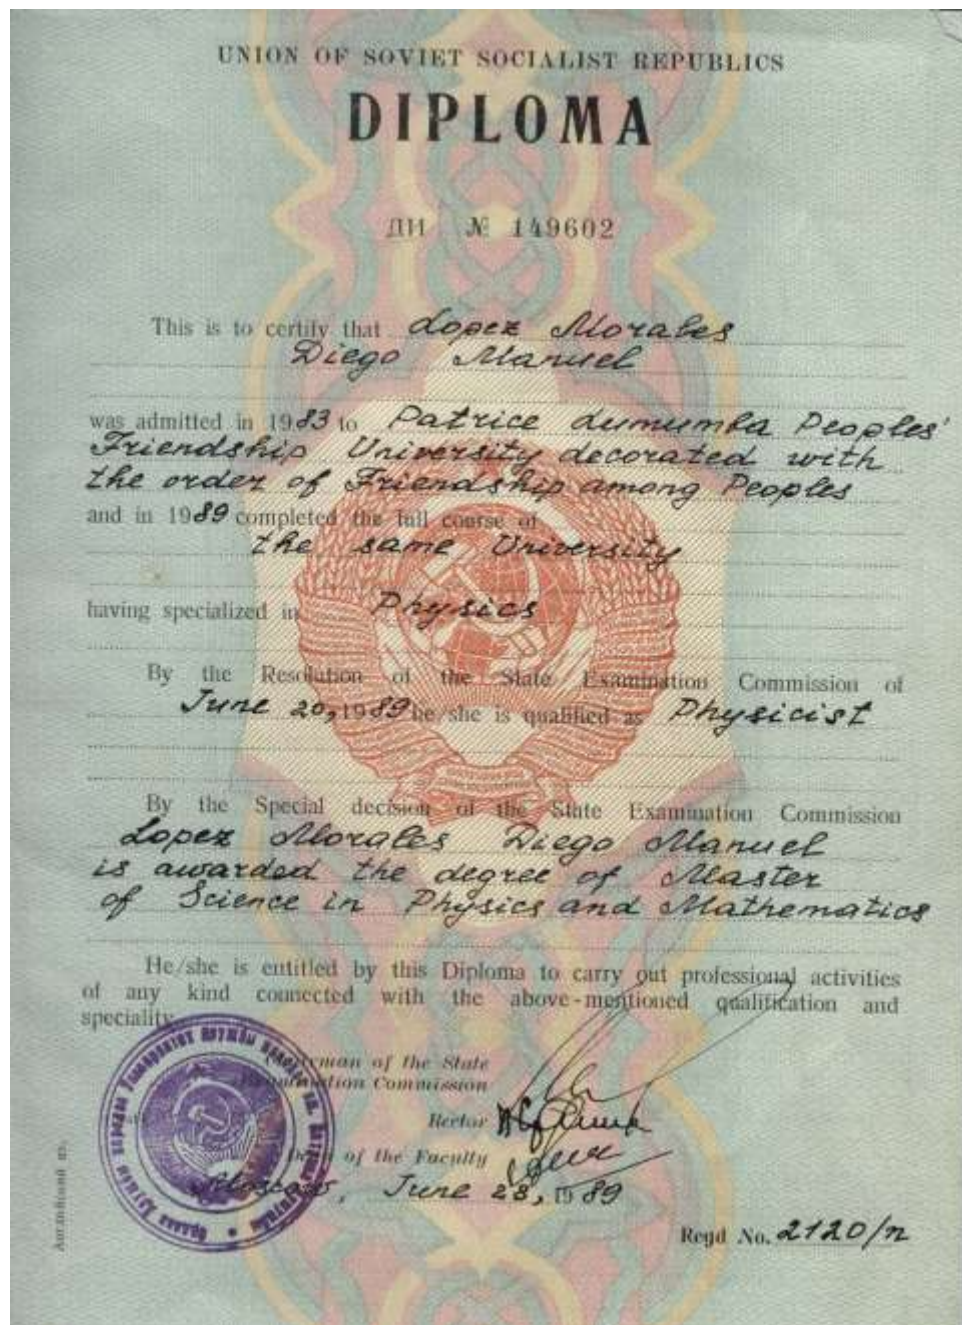 UNION OF SOVIET SOCIALIST REPUBLICS
DIPLOMA
ДИ № 149602
This is to certify that Lopez Morales
Diego Manuel
was admitted in 1983 to Patrice Lumumba Peoples'
Friendship University decorated with
the order of Friendship among Peoples
and in 1989 completed the full course of
the same University
having specialized in Physics
By the Resolution of the State Examination Commission of
June 20, 1989 he/she is qualified as Physicist
By the Special decision of the State Examination Commission
Lopez Morales Diego Manuel
is awarded the degree of Master
of Science in Physics and Mathematics
He/she is entitled by this Diploma to carry out professional activities
of any kind connected with the above-mentioned qualification and
speciality.
Chairman of the State
Examination Commission
Rector
Dean of the Faculty
Moscow, June 28, 1989
Regd No. 2120/п
Английский яз.